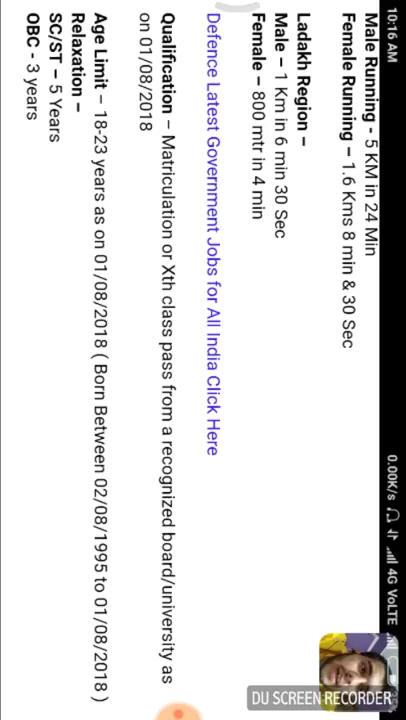 10:16 AM 0.00K/s 4G VoLTE
Male Running - 5 KM in 24 Min
Female Running – 1.6 Kms 8 min & 30 Sec
Ladakh Region –
Male – 1 Km in 6 min 30 Sec
Female – 800 mtr in 4 min
Defence Latest Government Jobs for All India Click Here
Qualification – Matriculation or Xth class pass from a recognized board/university as
on 01/08/2018
Age Limit – 18-23 years as on 01/08/2018 ( Born Between 02/08/1995 to 01/08/2018 )
Relaxation –
SC/ST – 5 Years
OBC - 3 years
DU SCREEN RECORDER